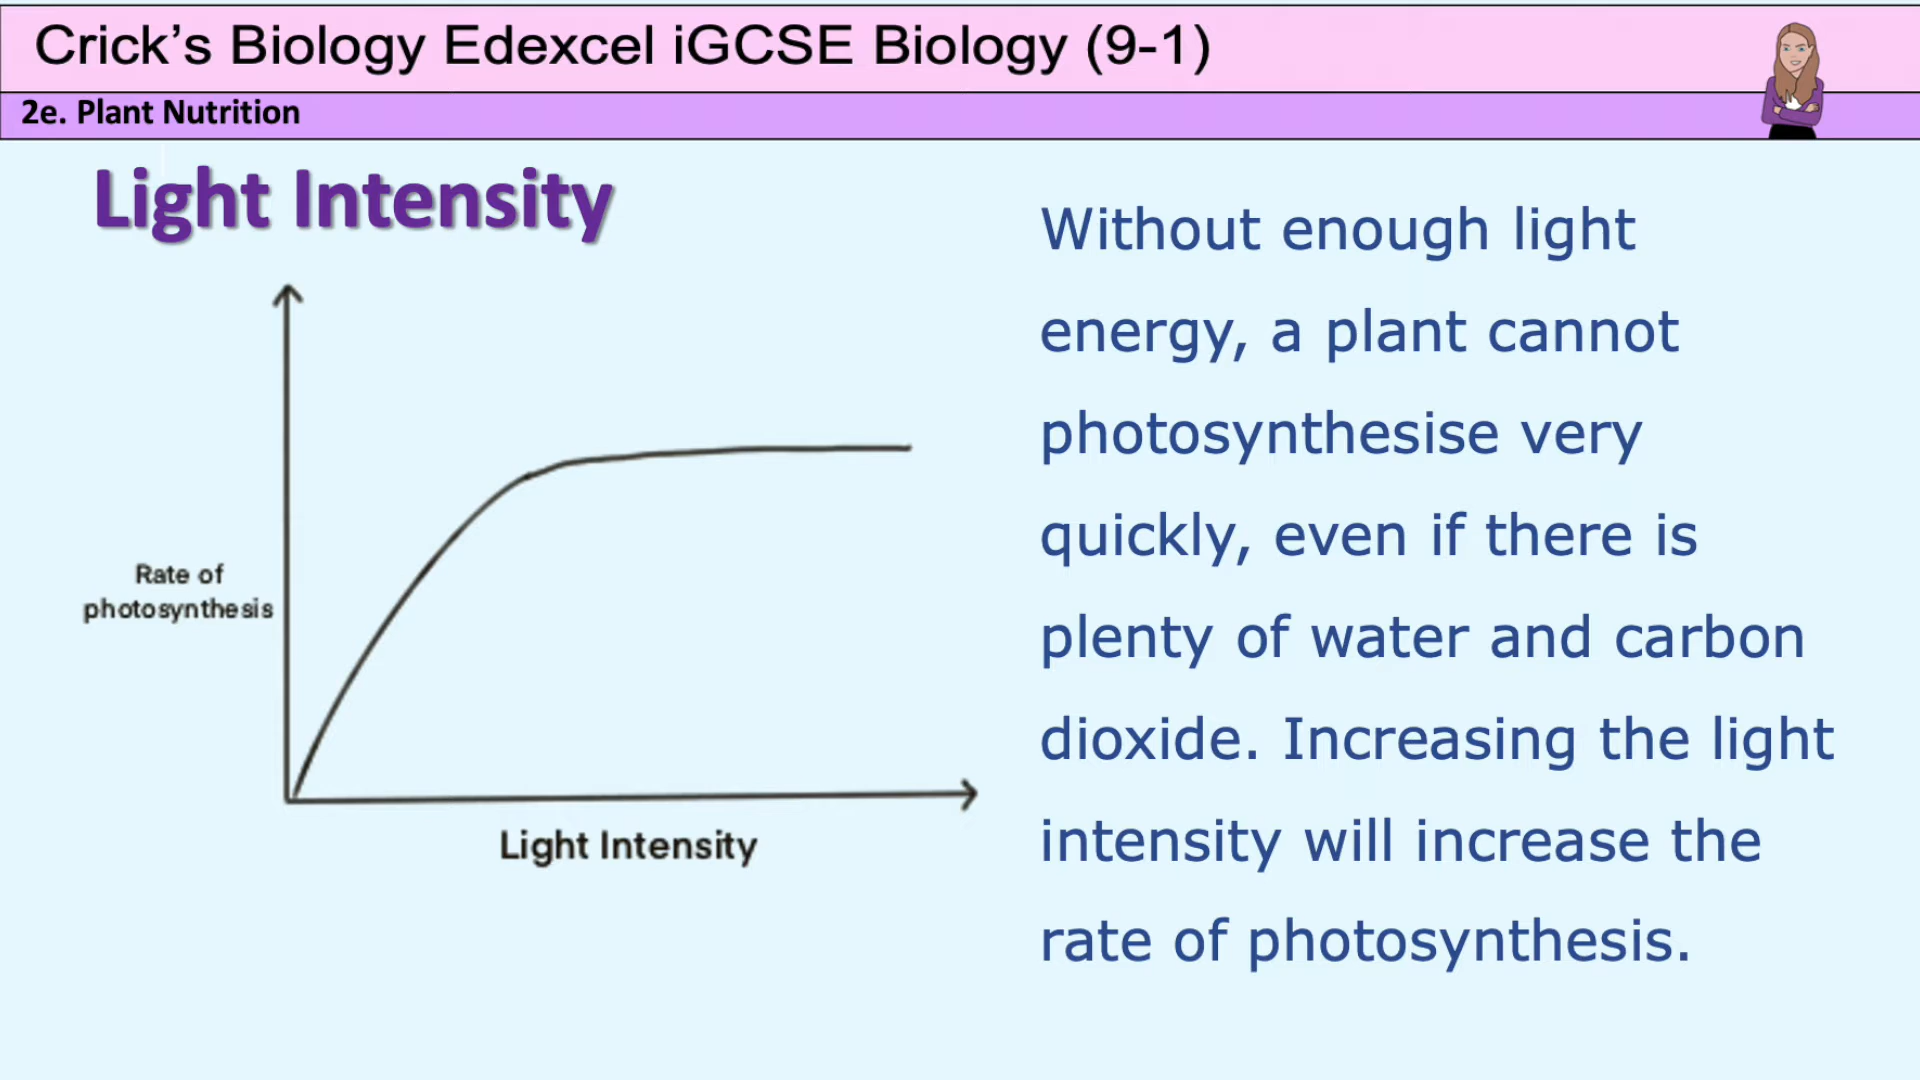 Crick’s Biology Edexcel iGCSE Biology (9-1)
2e. Plant Nutrition
Light Intensity
Rate of
photosynthesis
Light Intensity
Without enough light
energy, a plant cannot
photosynthesise very
quickly, even if there is
plenty of water and carbon
dioxide. Increasing the light
intensity will increase the
rate of photosynthesis.